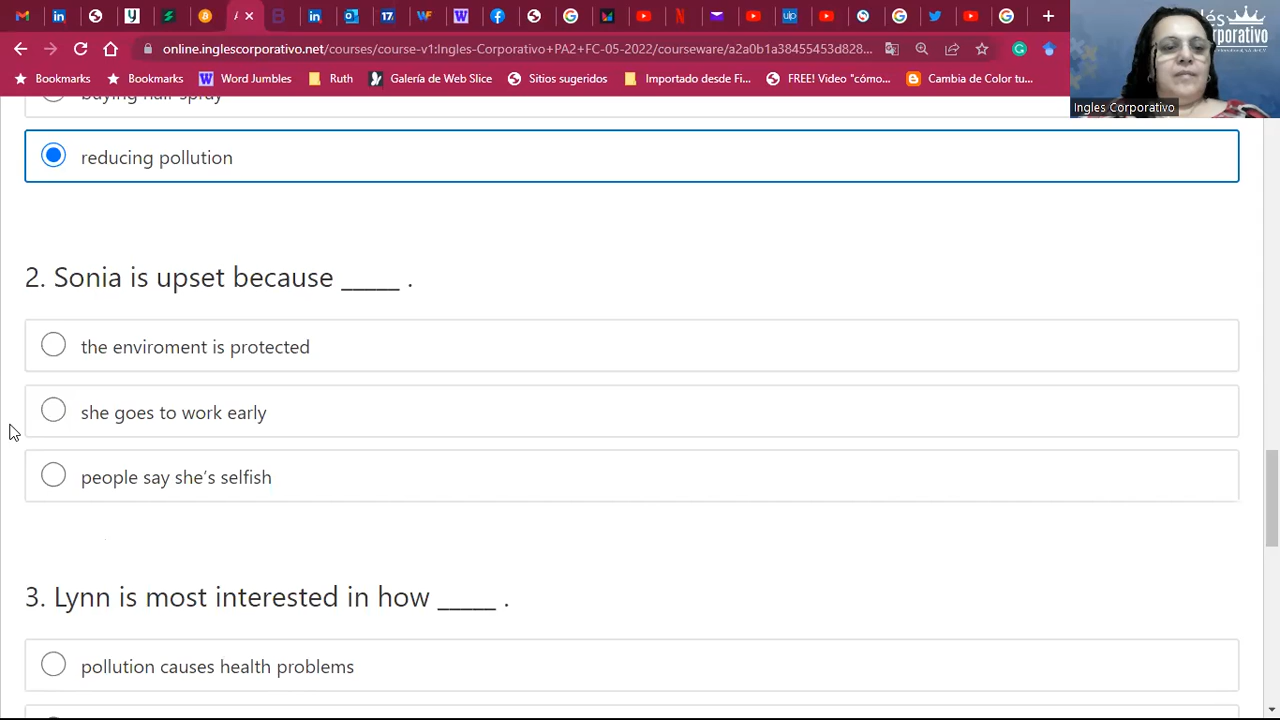 online.inglescorporativo.net/courses/course-v1:Ingles-Corporativo+PA2+FC-05-2022/courseware/a2a0b1a38455453d828...
Bookmarks
Bookmarks
Word Jumbles
Ruth
Galería de Web Slice
Sitios sugeridos
Importado desde Fi...
FREE! Video "cómo...
Cambia de Color tu...
Ingles Corporativo
buying hair spray
reducing pollution
2. Sonia is upset because _____ .
the enviroment is protected
she goes to work early
people say she's selfish
3. Lynn is most interested in how _____ .
pollution causes health problems